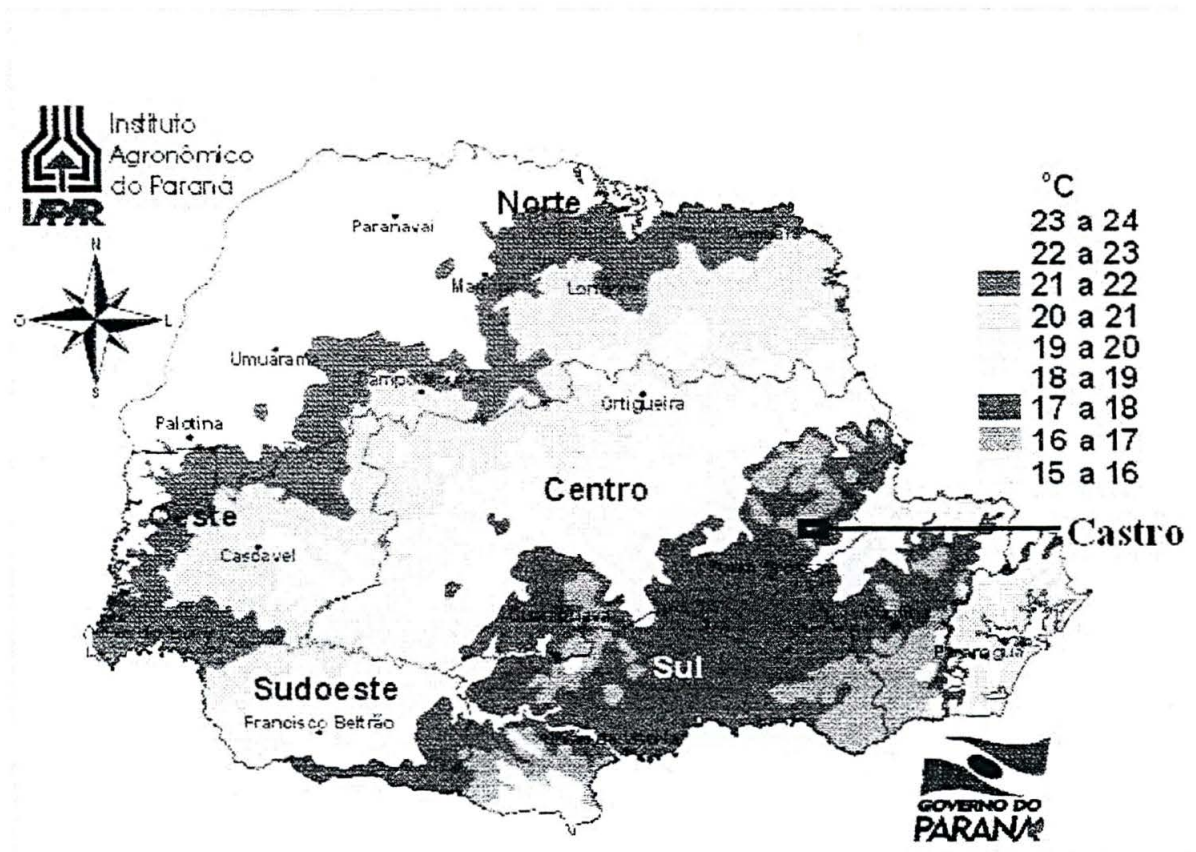 Instituto
Agronômico
do Paraná
IAPAR
N
O
L
S
Norte
Paranavaí
Umuarama
Palotina
Ortigueira
Centro
Oeste
Cascavel
Sul
Sudoeste
Francisco Beltrão
Castro
°C
23 a 24
22 a 23
21 a 22
20 a 21
19 a 20
18 a 19
17 a 18
16 a 17
15 a 16
GOVERNO DO
PARANÁ